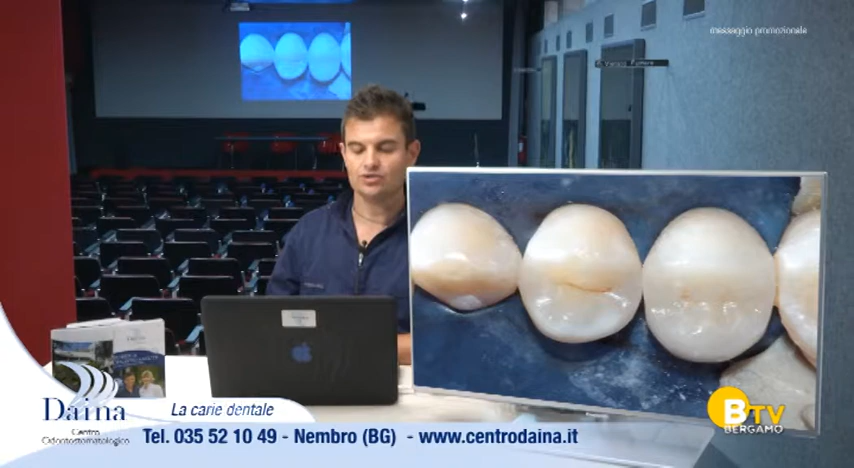 messaggio promozionale
Daina
Centro
Odontostomatologico
La carie dentale
Tel. 035 52 10 49 - Nembro (BG) - www.centrodaina.it
BTV
BERGAMO